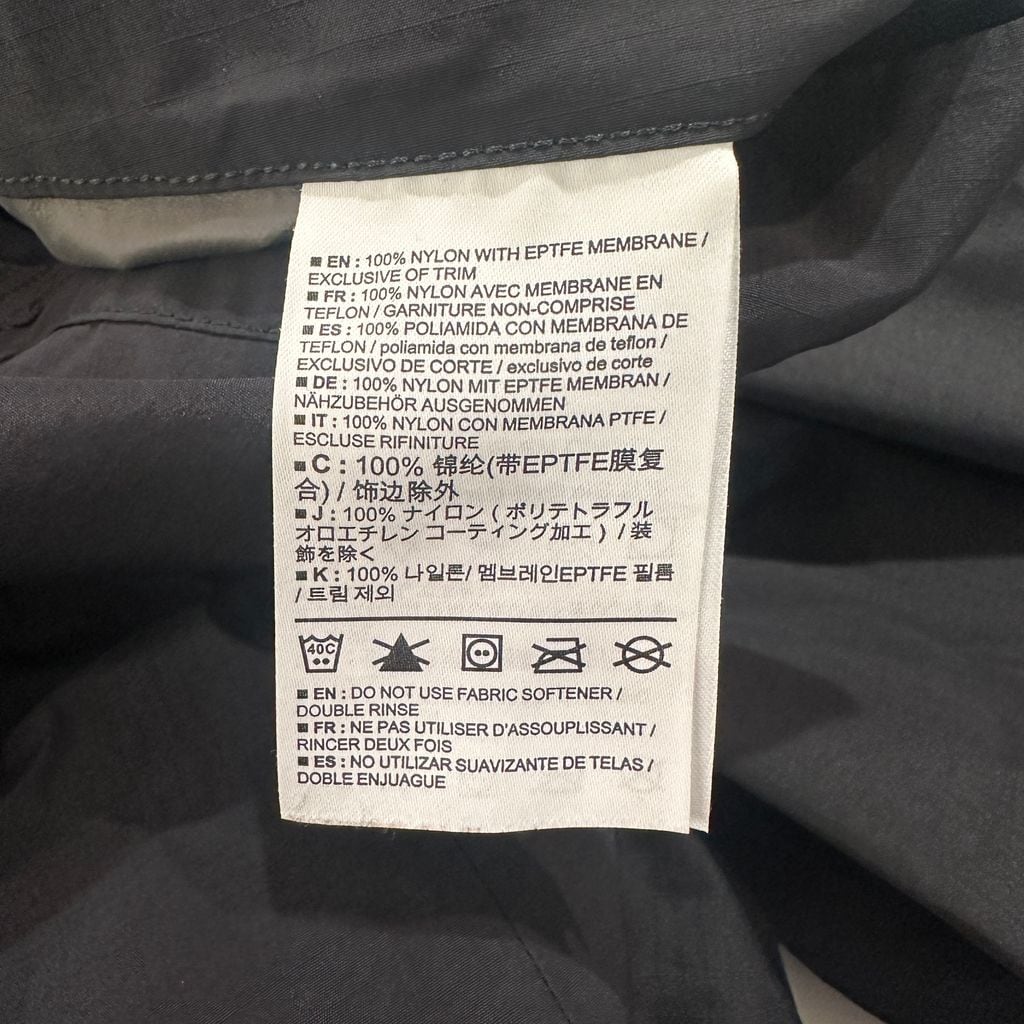 EN : 100% NYLON WITH EPTFE MEMBRANE /
EXCLUSIVE OF TRIM
FR : 100% NYLON AVEC MEMBRANE EN
TEFLON / GARNITURE NON-COMPRISE
ES : 100% POLIAMIDA CON MEMBRANA DE
TEFLON / poliamida con membrana de teflon /
EXCLUSIVO DE CORTE / exclusivo de corte
DE : 100% NYLON MIT EPTFE MEMBRAN /
NÄHZUBEHÖR AUSGENOMMEN
IT : 100% NYLON CON MEMBRANA PTFE /
ESCLUSE RIFINITURE
C : 100% 锦纶(带EPTFE膜复
合) / 饰边除外
J : 100% ナイロン ( ポリテトラフル
オロエチレン コーティング加工 ) / 装
飾を除く
K : 100% 나일론/ 멤브레인EPTFE 필름
/ 트림 제외
40C
EN : DO NOT USE FABRIC SOFTENER /
DOUBLE RINSE
FR : NE PAS UTILISER D'ASSOUPLISSANT /
RINCER DEUX FOIS
ES : NO UTILIZAR SUAVIZANTE DE TELAS /
DOBLE ENJUAGUE